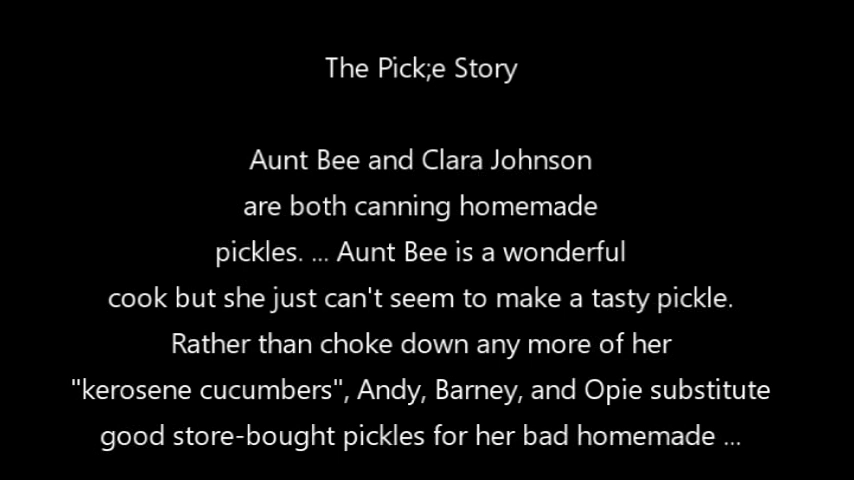 The Pick;e Story
Aunt Bee and Clara Johnson
are both canning homemade
pickles. ... Aunt Bee is a wonderful
cook but she just can't seem to make a tasty pickle.
Rather than choke down any more of her
"kerosene cucumbers", Andy, Barney, and Opie substitute
good store-bought pickles for her bad homemade ...